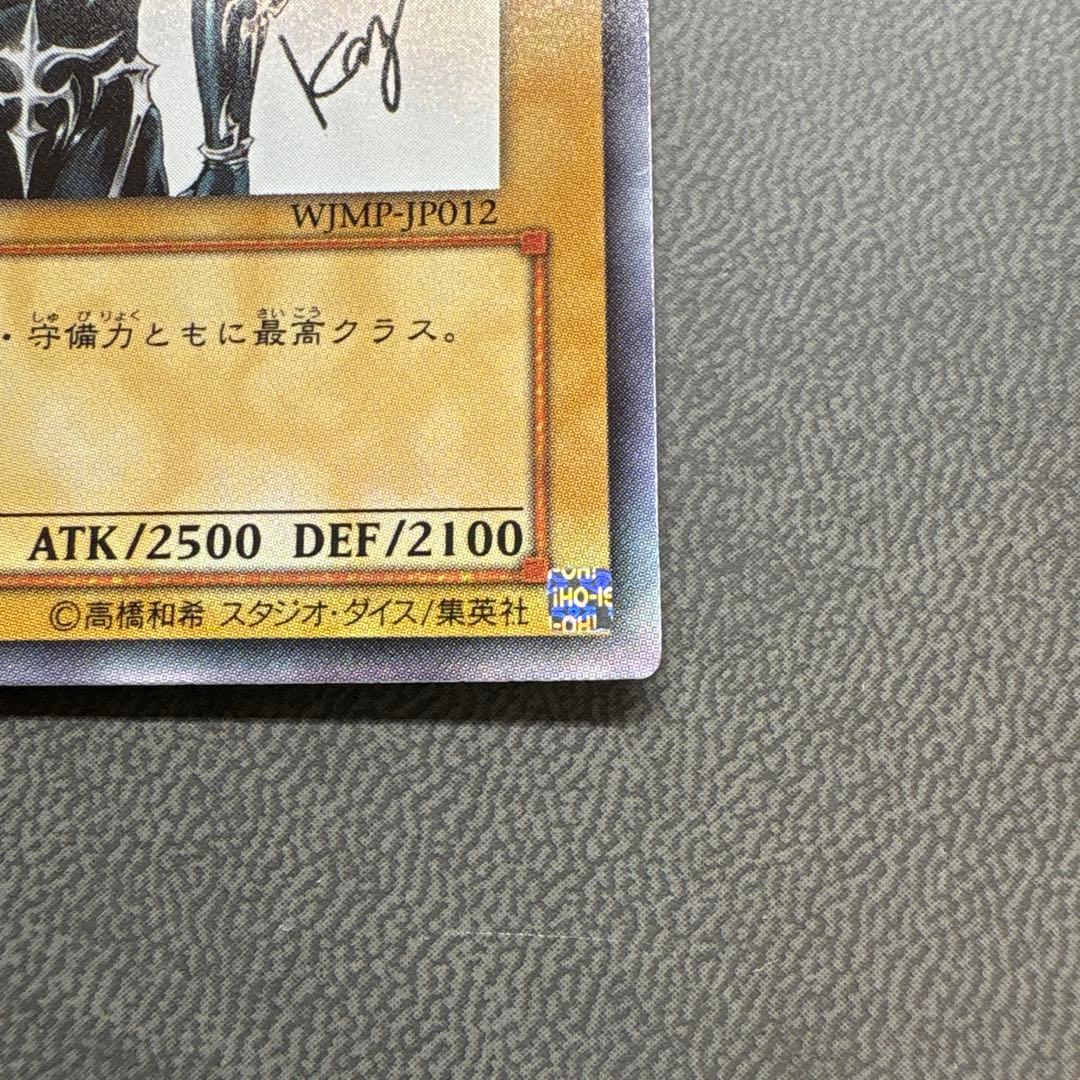 Kaz
WJMP-JP012
・守備力ともに最高クラス。
ATK/2500 DEF/2100
©高橋和希 スタジオ・ダイス/集英社